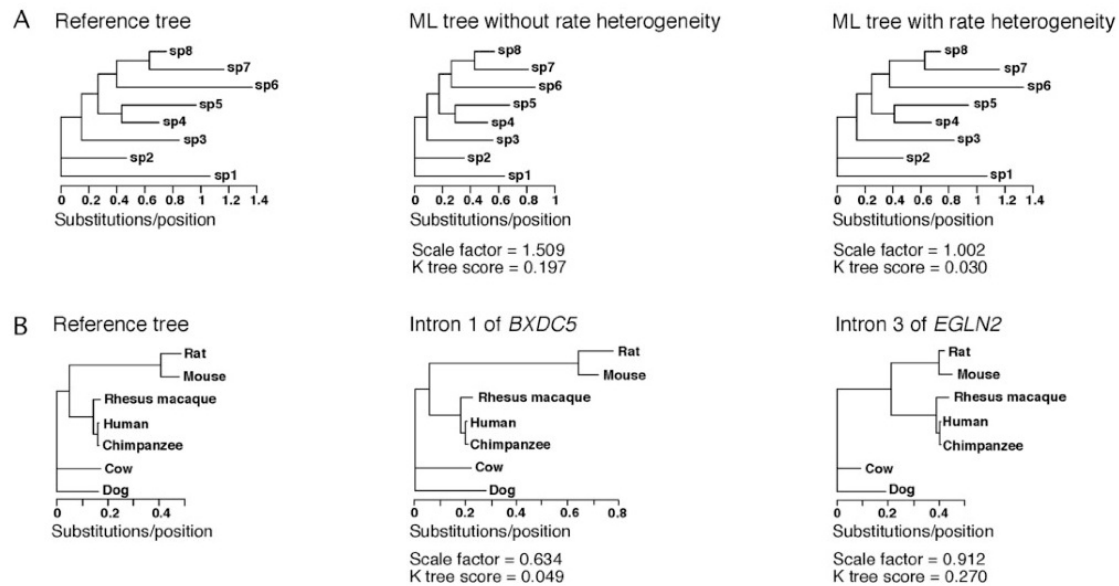 A
Reference tree
sp8
sp7
sp6
sp5
sp4
sp3
sp2
sp1
0 0.2 0.4 0.6 0.8 1 1.2 1.4
Substitutions/position
ML tree without rate heterogeneity
sp8
sp7
sp6
sp5
sp4
sp3
sp2
sp1
0 0.2 0.4 0.6 0.8 1
Substitutions/position
Scale factor = 1.509
K tree score = 0.197
ML tree with rate heterogeneity
sp8
sp7
sp6
sp5
sp4
sp3
sp2
sp1
0 0.2 0.4 0.6 0.8 1.0 1.2 1.4
Substitutions/position
Scale factor = 1.002
K tree score = 0.030
B
Reference tree
Rat
Mouse
Rhesus macaque
Human
Chimpanzee
Cow
Dog
0 0.2 0.4
Substitutions/position
Intron 1 of BXDC5
Rat
Mouse
Rhesus macaque
Human
Chimpanzee
Cow
Dog
0 0.2 0.4 0.6 0.8
Substitutions/position
Scale factor = 0.634
K tree score = 0.049
Intron 3 of EGLN2
Rat
Mouse
Rhesus macaque
Human
Chimpanzee
Cow
Dog
0 0.2 0.4
Substitutions/position
Scale factor = 0.912
K tree score = 0.270